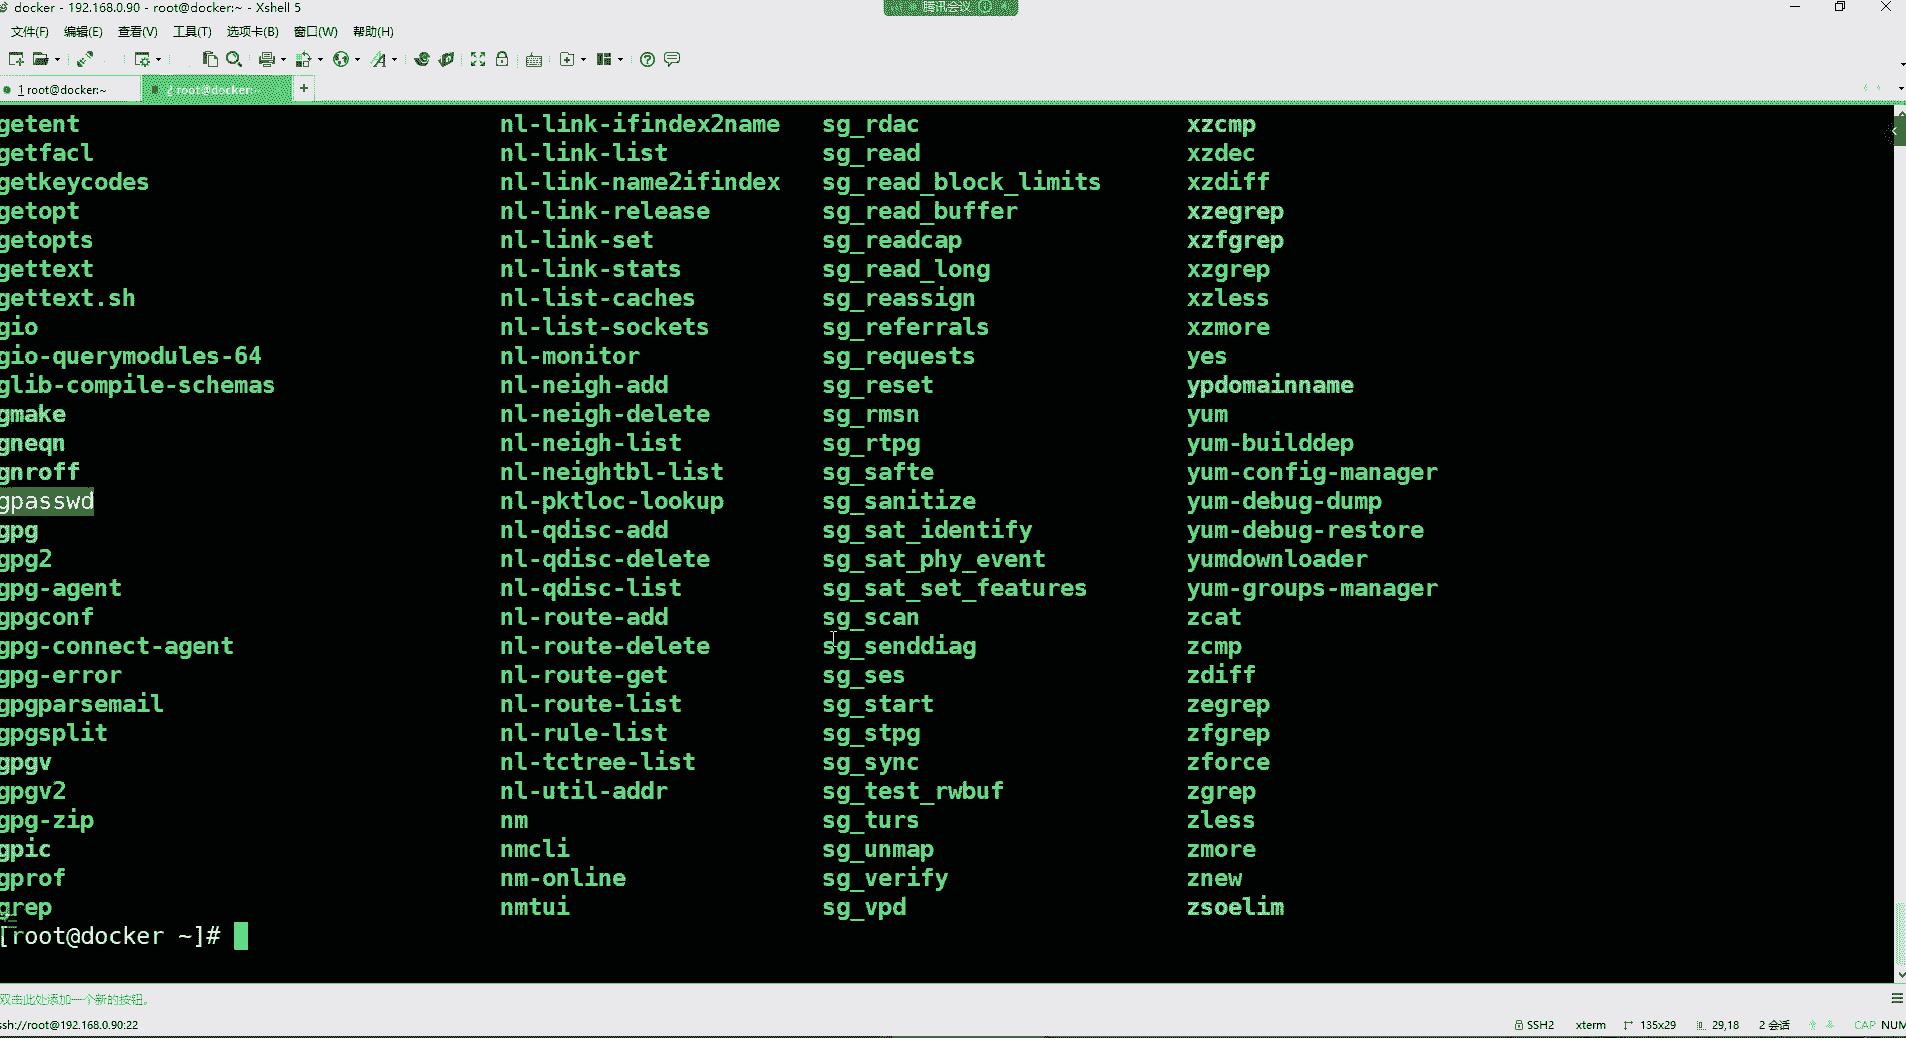 docker - 192.168.0.90 - root@docker:~ - Xshell 5
腾讯会议
文件(F) 编辑(E) 查看(V) 工具(T) 选项卡(B) 窗口(W) 帮助(H)
1 root@docker:~ 2 root@docker:~ +
getent nl-link-ifindex2name sg_rdac xzcmp
getfacl nl-link-list sg_read xzdec
getkeycodes nl-link-name2ifindex sg_read_block_limits xzdiff
getopt nl-link-release sg_read_buffer xzegrep
getopts nl-link-set sg_readcap xzfgrep
gettext nl-link-stats sg_read_long xzgrep
gettext.sh nl-list-caches sg_reassign xzless
gio nl-list-sockets sg_referrals xzmore
gio-querymodules-64 nl-monitor sg_requests yes
glib-compile-schemas nl-neigh-add sg_reset ypdomainname
gmake nl-neigh-delete sg_rmsn yum
gneqn nl-neigh-list sg_rtpg yum-builddep
gnroff nl-neightbl-list sg_safte yum-config-manager
gpasswd nl-pktloc-lookup sg_sanitize yum-debug-dump
gpg nl-qdisc-add sg_sat_identify yum-debug-restore
gpg2 nl-qdisc-delete sg_sat_phy_event yumdownloader
gpg-agent nl-qdisc-list sg_sat_set_features yum-groups-manager
gpgconf nl-route-add sg_scan zcat
gpg-connect-agent nl-route-delete sg_senddiag zcmp
gpg-error nl-route-get sg_ses zdiff
gpgparsemail nl-route-list sg_start zegrep
gpgsplit nl-rule-list sg_stpg zfgrep
gpgv nl-tctree-list sg_sync zforce
gpgv2 nl-util-addr sg_test_rwbuf zgrep
gpg-zip nm sg_turs zless
gpic nmcli sg_unmap zmore
gprof nm-online sg_verify znew
grep nmtui sg_vpd zsoelim
[root@docker ~]#
双击此处添加一个新的按钮。
ssh://root@192.168.0.90:22 SSH2 xterm 135x29 29,18 2 会话 CAP NUM